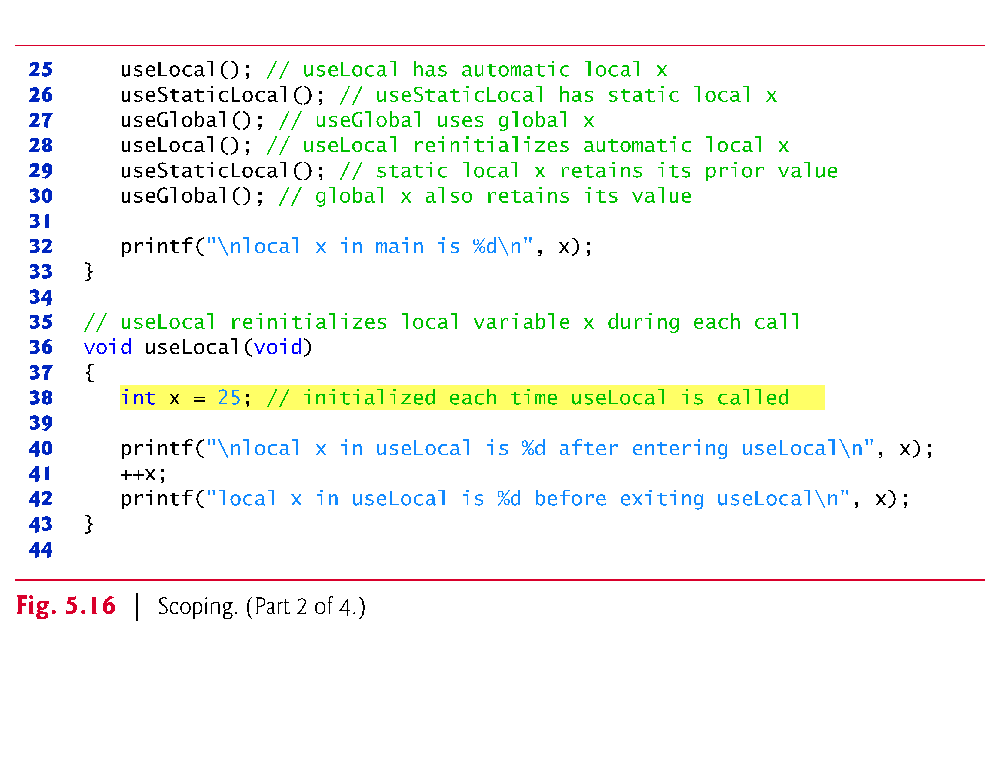 25 useLocal(); // useLocal has automatic local x
26 useStaticLocal(); // useStaticLocal has static local x
27 useGlobal(); // useGlobal uses global x
28 useLocal(); // useLocal reinitializes automatic local x
29 useStaticLocal(); // static local x retains its prior value
30 useGlobal(); // global x also retains its value
31
32 printf("\nlocal x in main is %d\n", x);
33 }
34
35 // useLocal reinitializes local variable x during each call
36 void useLocal(void)
37 {
38 int x = 25; // initialized each time useLocal is called
39
40 printf("\nlocal x in useLocal is %d after entering useLocal\n", x);
41 ++x;
42 printf("local x in useLocal is %d before exiting useLocal\n", x);
43 }
44
Fig. 5.16 | Scoping. (Part 2 of 4.)